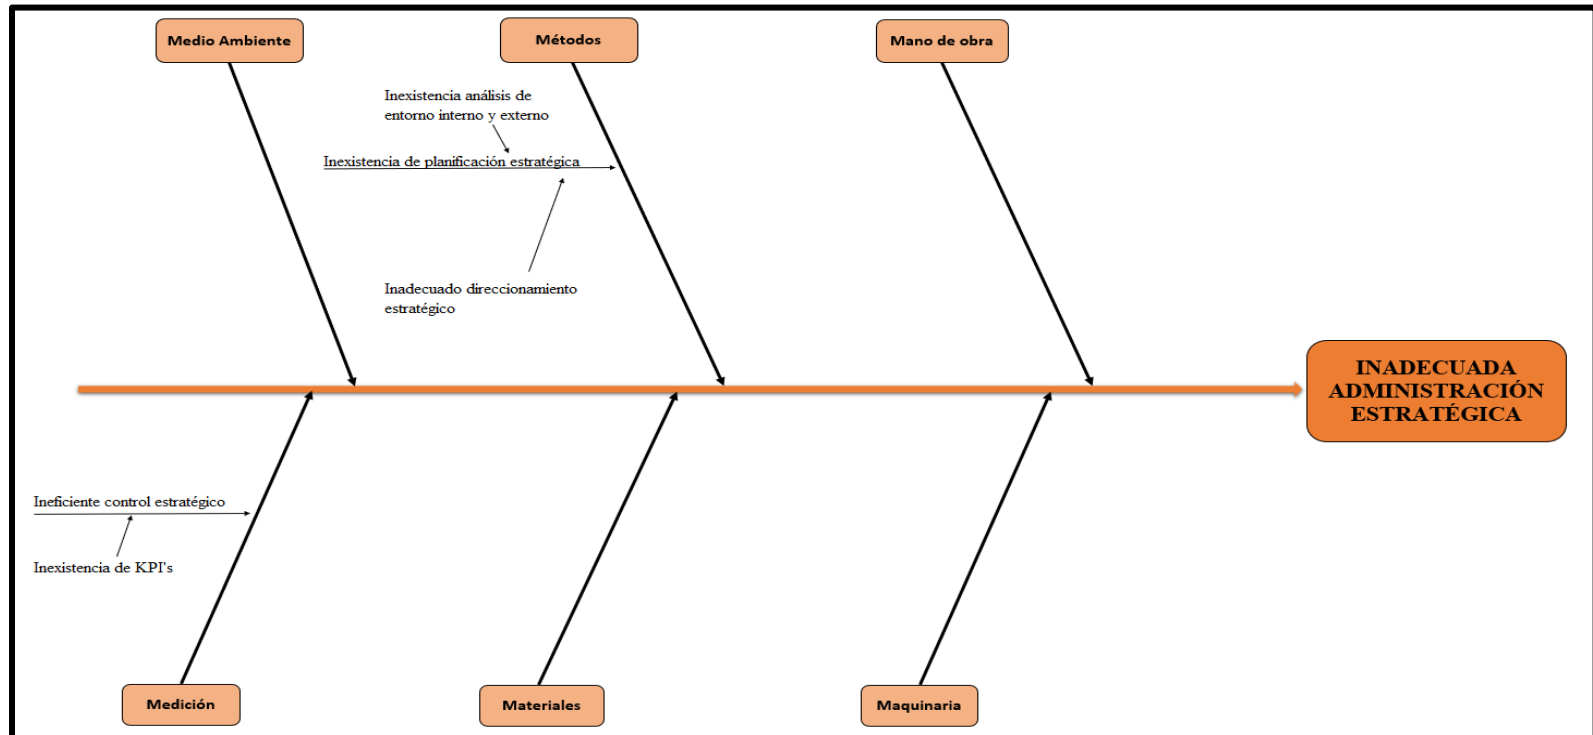 Medio Ambiente
Métodos
Mano de obra
Inexistencia análisis de
entorno interno y externo
Inexistencia de planificación estratégica
Inadecuado direccionamiento
estratégico
INADECUADA
ADMINISTRACIÓN
ESTRATÉGICA
Ineficiente control estratégico
Inexistencia de KPI's
Medición
Materiales
Maquinaria